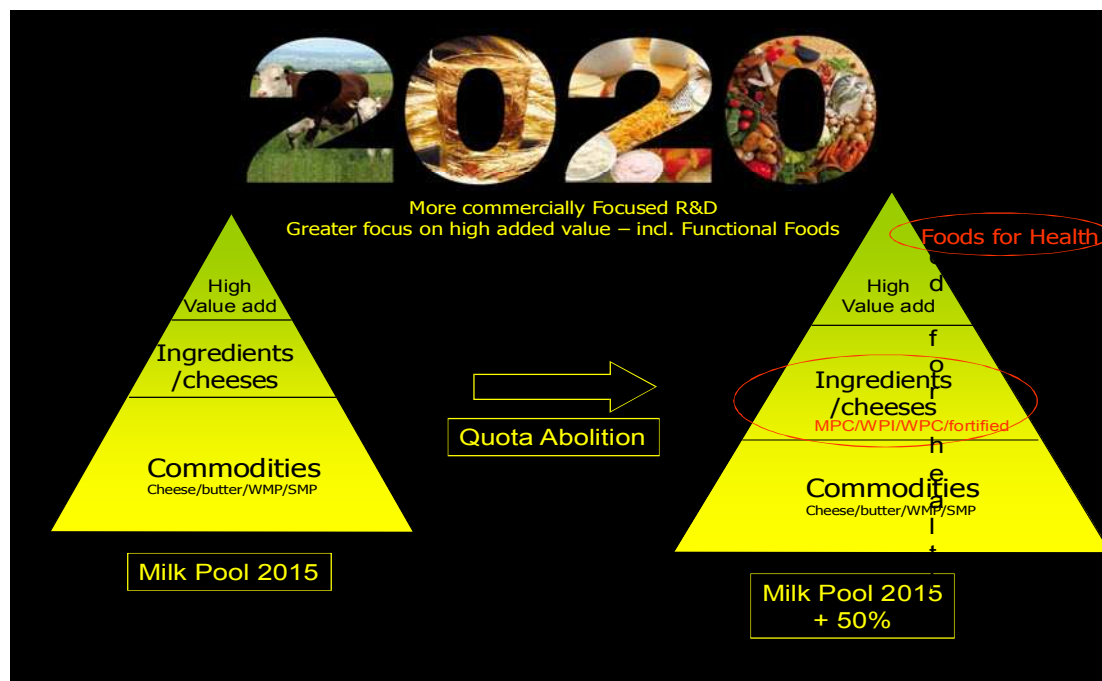 2020
More commercially Focused R&D
Greater focus on high added value – incl. Functional Foods
High
Value add
Ingredients
/cheeses
Commodities
Cheese/butter/WMP/SMP
Milk Pool 2015
Quota Abolition
Foods for Health
High
Value add
Ingredients
/cheeses
MPC/WPI/WPC/fortified
Commodities
Cheese/butter/WMP/SMP
d
f
o
r
h
e
a
l
t
Milk Pool 2015
+ 50%